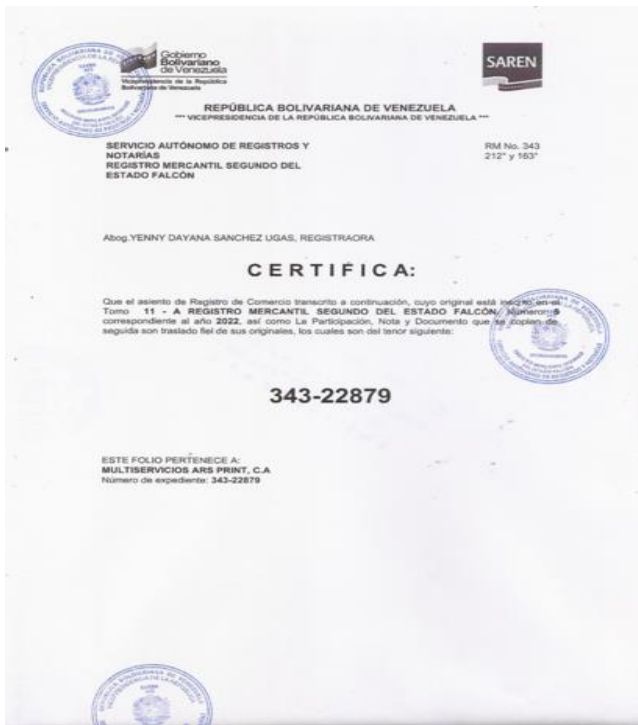 Gobierno
Bolivariano
de Venezuela
Vicepresidencia de la República
Bolivariana de Venezuela
SAREN
REPÚBLICA BOLIVARIANA DE VENEZUELA
*** VICEPRESIDENCIA DE LA REPÚBLICA BOLIVARIANA DE VENEZUELA ***
SERVICIO AUTÓNOMO DE REGISTROS Y
NOTARÍAS
REGISTRO MERCANTIL SEGUNDO DEL
ESTADO FALCÓN
RM No. 343
212° y 163°
Abog.YENNY DAYANA SANCHEZ UGAS, REGISTRAORA
CERTIFICA:
Que el asiento de Registro de Comercio transcrito a continuación, cuyo original está inscrito en el
Tomo 11 - A REGISTRO MERCANTIL SEGUNDO DEL ESTADO FALCÓN. Número:
correspondiente al año 2022, así como La Participación, Nota y Documento que se copian de
seguida son traslado fiel de sus originales, los cuales son del tenor siguiente:
343-22879
ESTE FOLIO PERTENECE A:
MULTISERVICIOS ARS PRINT, C.A
Número de expediente: 343-22879